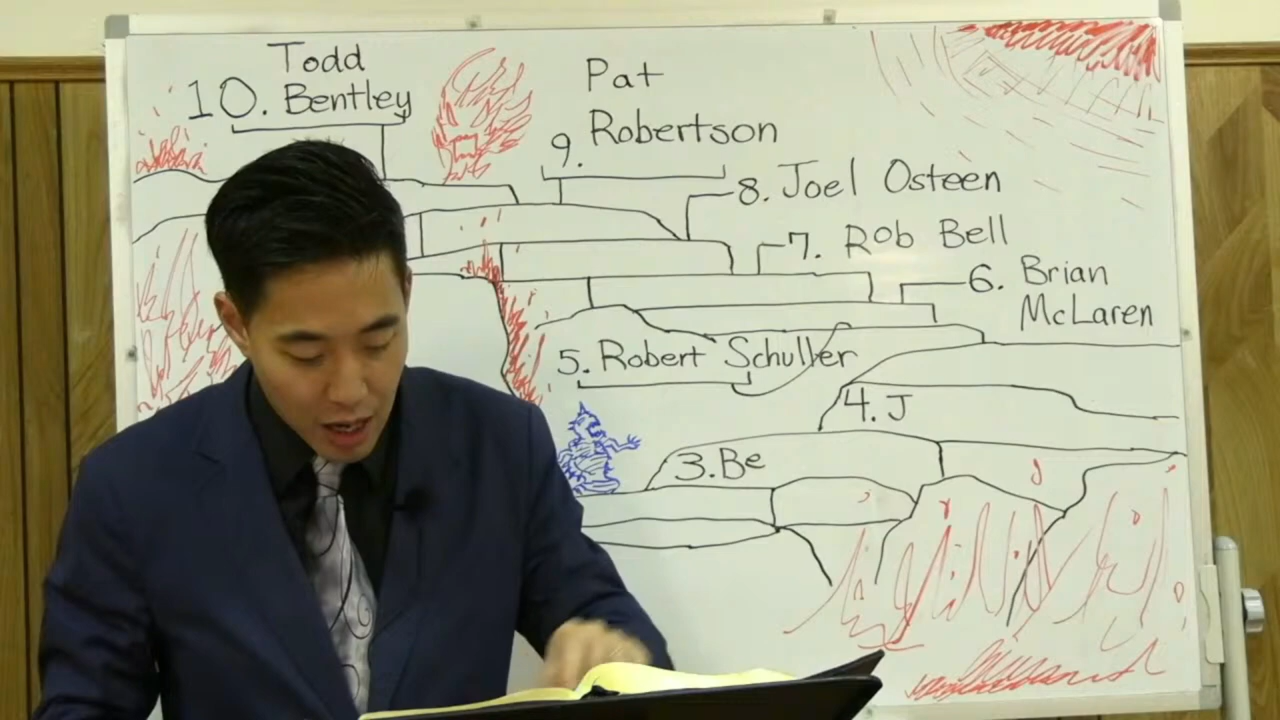 10. Todd
Bentley
9. Pat
Robertson
8. Joel Osteen
7. Rob Bell
6. Brian
McLaren
5. Robert Schuller
4. J
3. Be